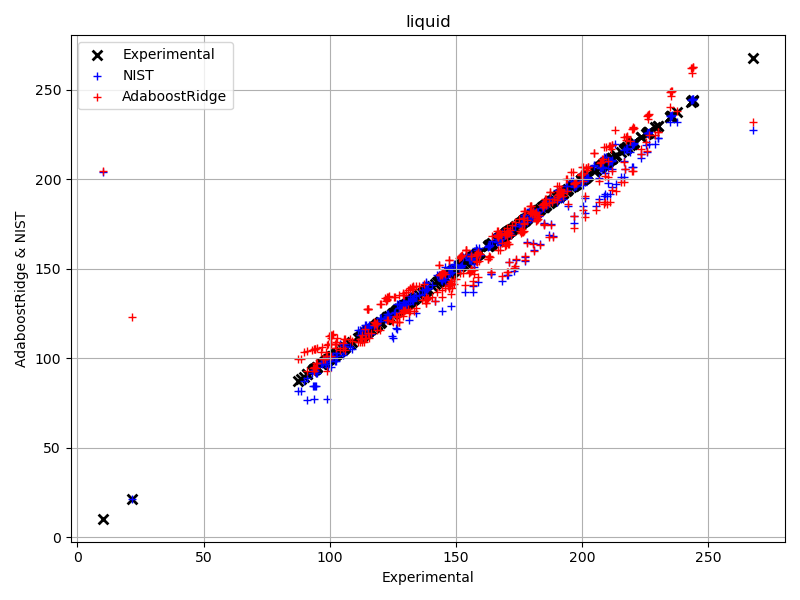 liquid
Experimental
NIST
AdaboostRidge
AdaboostRidge & NIST
250
200
150
100
50
0
0 50 100 150 200 250
Experimental